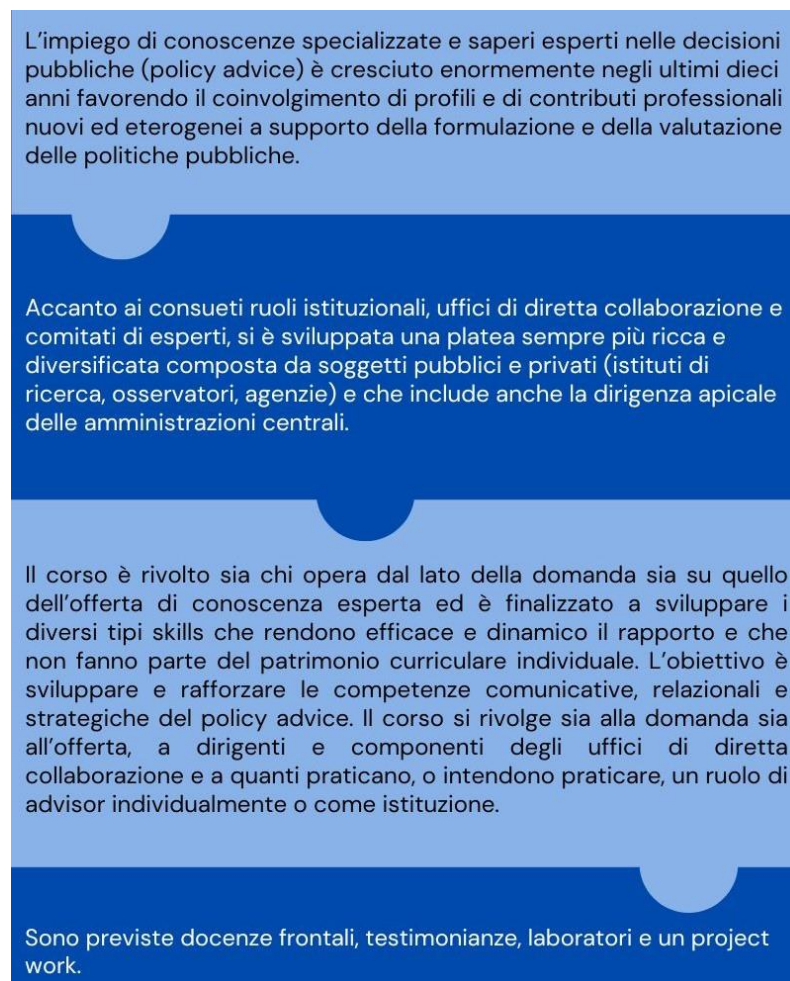 L'impiego di conoscenze specializzate e saperi esperti nelle decisioni
pubbliche (policy advice) è cresciuto enormemente negli ultimi dieci
anni favorendo il coinvolgimento di profili e di contributi professionali
nuovi ed eterogenei a supporto della formulazione e della valutazione
delle politiche pubbliche.
Accanto ai consueti ruoli istituzionali, uffici di diretta collaborazione e
comitati di esperti, si è sviluppata una platea sempre più ricca e
diversificata composta da soggetti pubblici e privati (istituti di
ricerca, osservatori, agenzie) e che include anche la dirigenza apicale
delle amministrazioni centrali.
Il corso è rivolto sia chi opera dal lato della domanda sia su quello
dell'offerta di conoscenza esperta ed è finalizzato a sviluppare i
diversi tipi skills che rendono efficace e dinamico il rapporto e che
non fanno parte del patrimonio curriculare individuale. L'obiettivo è
sviluppare e rafforzare le competenze comunicative, relazionali e
strategiche del policy advice. Il corso si rivolge sia alla domanda sia
all'offerta, a dirigenti e componenti degli uffici di diretta
collaborazione e a quanti praticano, o intendono praticare, un ruolo di
advisor individualmente o come istituzione.
Sono previste docenze frontali, testimonianze, laboratori e un project
work.